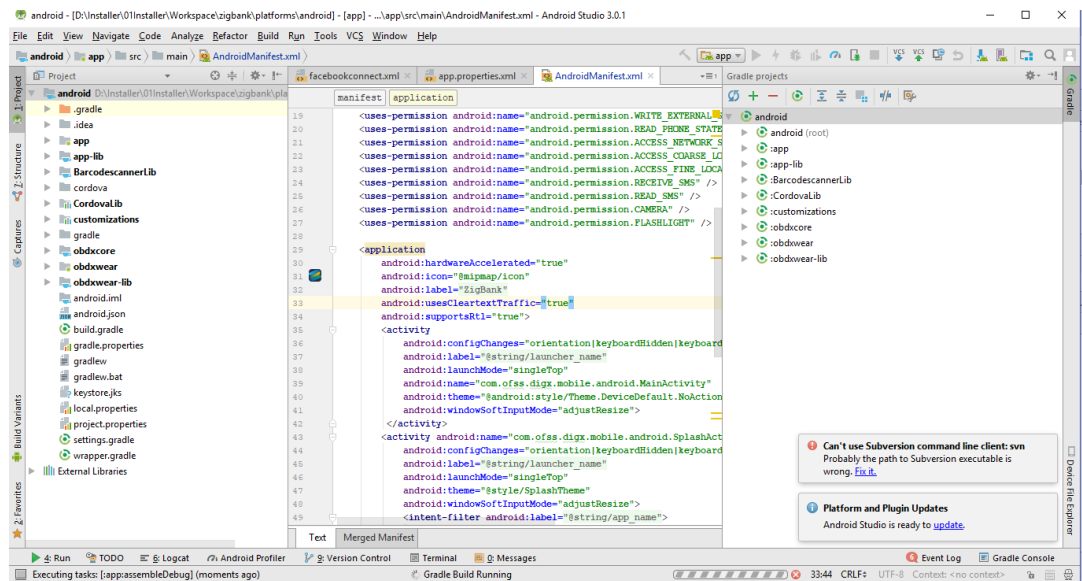 android - [D:\Installer\01Installer\Workspace\zigbank\platforms\android] - [app] - ...\app\src\main\AndroidManifest.xml - Android Studio 3.0.1
File Edit View Navigate Code Analyze Refactor Build Run Tools VCS Window Help
android app src main AndroidManifest.xml app VCS VCS
1: Project
Z: Structure
Captures
Build Variants
2: Favorites
Project
android D:\Installer\01Installer\Workspace\zigbank\pla
.gradle
.idea
app
app-lib
BarcodescannerLib
cordova
CordovaLib
customizations
gradle
obdxcore
obdxwear
obdxwear-lib
android.iml
android.json
build.gradle
gradle.properties
gradlew
gradlew.bat
keystore.jks
local.properties
project.properties
settings.gradle
wrapper.gradle
External Libraries
facebookconnect.xml × app.properties.xml × AndroidManifest.xml ×
manifest application
19 <uses-permission android:name="android.permission.WRITE_EXTERNAL_S
20 <uses-permission android:name="android.permission.READ_PHONE_STATE
21 <uses-permission android:name="android.permission.ACCESS_NETWORK_S
22 <uses-permission android:name="android.permission.ACCESS_COARSE_LO
23 <uses-permission android:name="android.permission.ACCESS_FINE_LOCA
24 <uses-permission android:name="android.permission.RECEIVE_SMS" />
25 <uses-permission android:name="android.permission.READ_SMS" />
26 <uses-permission android:name="android.permission.CAMERA" />
27 <uses-permission android:name="android.permission.FLASHLIGHT" />
28
29 <application
30 android:hardwareAccelerated="true"
31 android:icon="@mipmap/icon"
32 android:label="ZigBank"
33 android:usesCleartextTraffic="true"
34 android:supportsRtl="true">
35 <activity
36 android:configChanges="orientation|keyboardHidden|keyboard
37 android:label="@string/launcher_name"
38 android:launchMode="singleTop"
39 android:name="com.ofss.digx.mobile.android.MainActivity"
40 android:theme="@android:style/Theme.DeviceDefault.NoAction
41 android:windowSoftInputMode="adjustResize">
42 </activity>
43 <activity android:name="com.ofss.digx.mobile.android.SplashAct
44 android:configChanges="orientation|keyboardHidden|keyboard
45 android:label="@string/launcher_name"
46 android:launchMode="singleTop"
47 android:theme="@style/SplashTheme"
48 android:windowSoftInputMode="adjustResize">
49 <intent-filter android:label="@string/app_name">
Text Merged Manifest
Gradle projects
android
android (root)
:app
:app-lib
:BarcodescannerLib
:CordovaLib
:customizations
:obdxcore
:obdxwear
:obdxwear-lib
Gradle
Device File Explorer
Can't use Subversion command line client: svn
Probably the path to Subversion executable is
wrong. Fix it.
Platform and Plugin Updates
Android Studio is ready to update.
4: Run TODO 6: Logcat Android Profiler 9: Version Control Terminal 0: Messages Event Log Gradle Console
Executing tasks: [:app:assembleDebug] (moments ago) Gradle Build Running 33:44 CRLF UTF-8 Context: <no context>